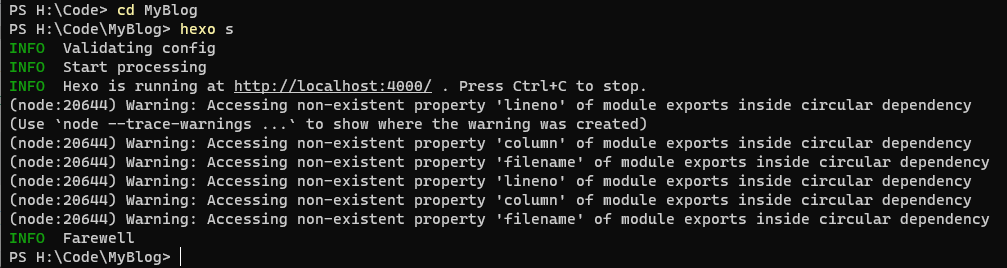 PS H:\Code> cd MyBlog
PS H:\Code\MyBlog> hexo s
INFO  Validating config
INFO  Start processing
INFO  Hexo is running at http://localhost:4000/ . Press Ctrl+C to stop.
(node:20644) Warning: Accessing non-existent property 'lineno' of module exports inside circular dependency
(Use `node --trace-warnings ...` to show where the warning was created)
(node:20644) Warning: Accessing non-existent property 'column' of module exports inside circular dependency
(node:20644) Warning: Accessing non-existent property 'filename' of module exports inside circular dependency
(node:20644) Warning: Accessing non-existent property 'lineno' of module exports inside circular dependency
(node:20644) Warning: Accessing non-existent property 'column' of module exports inside circular dependency
(node:20644) Warning: Accessing non-existent property 'filename' of module exports inside circular dependency
INFO  Farewell
PS H:\Code\MyBlog>